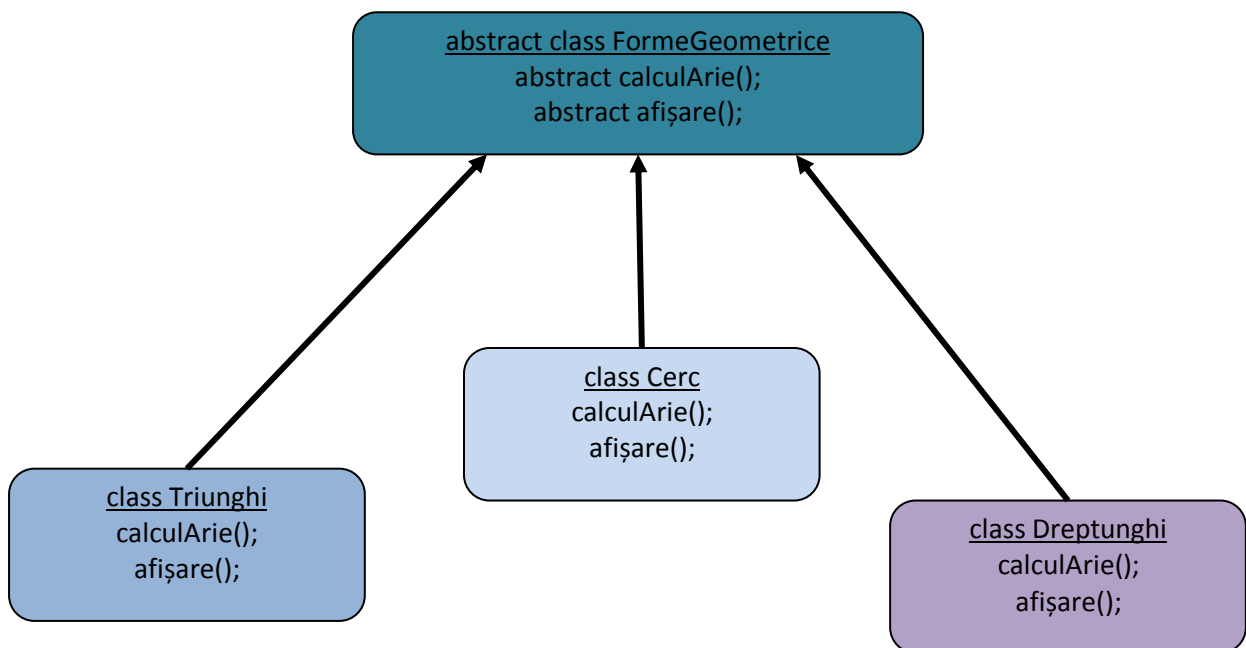 abstract class FormeGeometrice
abstract calculArie();
abstract afișare();
class Cerc
calculArie();
afișare();
class Triunghi
calculArie();
afișare();
class Dreptunghi
calculArie();
afișare();